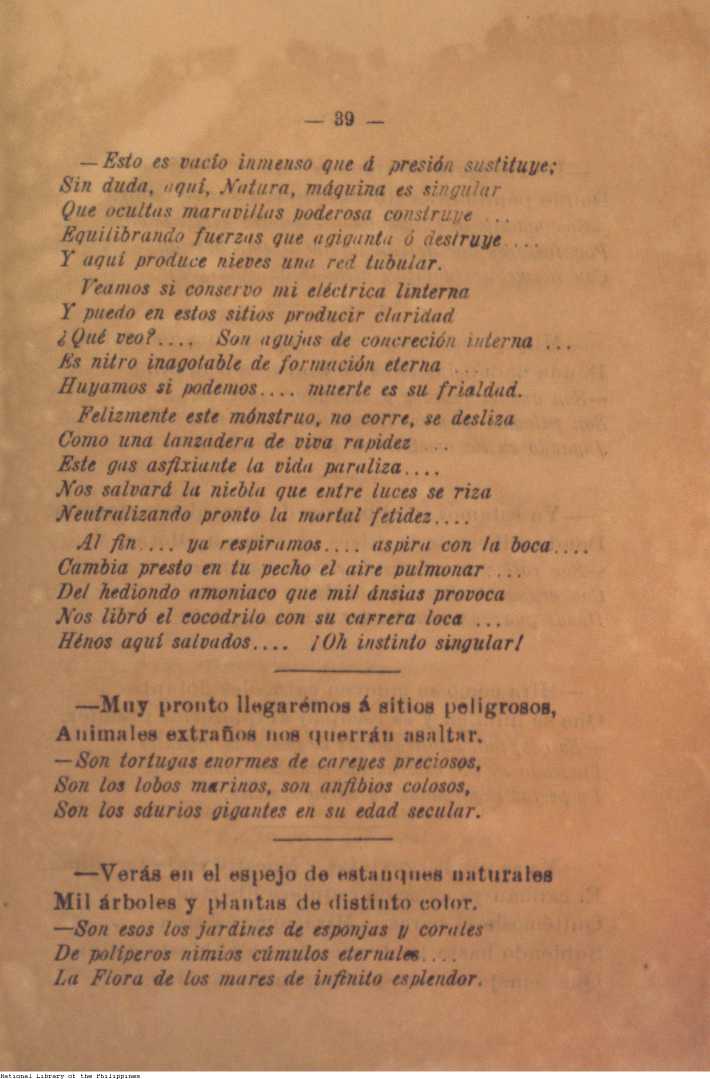 — 39 —
—Esto es vacío inmenso que á presión sustituye;
Sin duda, aquí, Natura, máquina es singular
Que ocultas maravillas poderosa construye ...
Equilibrando fuerzas que agiganta ó destruye....
Y aquí produce nieves una red tubular.
Veamos si conservo mi eléctrica linterna
Y puedo en estos sitios producir claridad
¿Qué veo?.... Son agujas de concreción interna ...
Es nitro inagotable de formación eterna ...
Huyamos si podemos.... muerte es su frialdad.
Felizmente este mónstruo, no corre, se desliza
Como una lanzadera de viva rapidez ...
Este gas asfixiante la vida paraliza....
Nos salvará la niebla que entre luces se riza
Neutralizando pronto la mortal fetidez....
Al fin.... ya respiramos.... aspira con la boca....
Cambia presto en tu pecho el aire pulmonar ...
Del hediondo amoniaco que mil ánsias provoca
Nos libró el cocodrilo con su carrera loca ...
Hénos aquí salvados.... ¡Oh instinto singular!
—Muy pronto llegarémos á sitios peligrosos,
Animales extraños nos querrán asaltar.
—Son tortugas enormes de careyes preciosos,
Son los lobos marinos, son anfibios colosos,
Son los sáurios gigantes en su edad secular.
—Verás en el espejo de estanques naturales
Mil árboles y plantas de distinto color.
—Son esos los jardines de esponjas y corales
De políperos nimios cúmulos eternales....
La Flora de los mares de infinito esplendor.
National Library of the Philippines